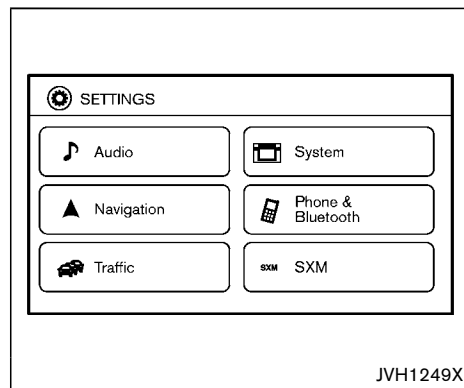 SETTINGS
Audio
System
Navigation
Phone &
Bluetooth
Traffic
SXM SXM
JVH1249X